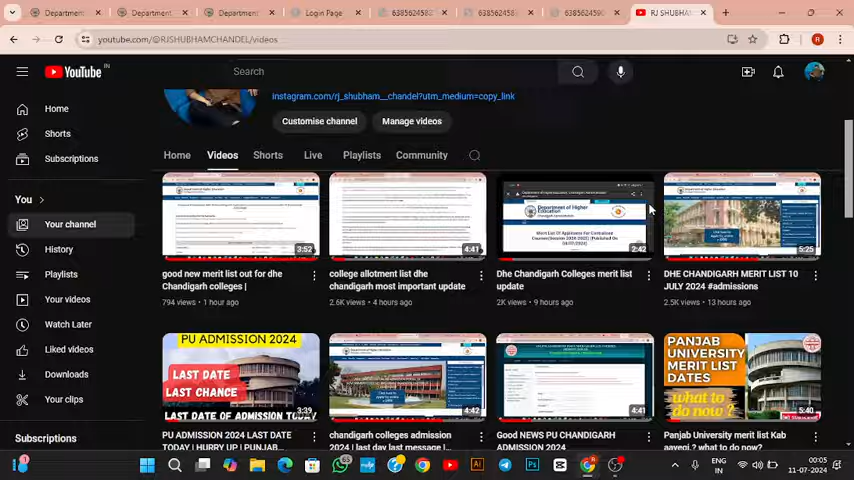 Department
Department
Department
Login Page
RJ SHUBHAM
youtube.com/@RJSHUBHAMCHANDEL/videos
YouTube IN
Search
instagram.com/rj_shubham__chandel?utm_medium=copy_link
Customise channel
Manage videos
Home
Videos
Shorts
Live
Playlists
Community
Home
Shorts
Subscriptions
You
Your channel
History
Playlists
Your videos
Watch Later
Liked videos
Downloads
Your clips
Subscriptions
3:52
good new merit list out for dhe
Chandigarh colleges |
794 views • 1 hour ago
4:41
college allotment list dhe
chandigarh most important update
2.6K views • 4 hours ago
Department of Higher
Education
2:42
Dhe Chandigarh Colleges merit list
update
2K views • 9 hours ago
5:25
DHE CHANDIGARH MERIT LIST 10
JULY 2024 #admissions
2.5K views • 13 hours ago
PU ADMISSION 2024
LAST DATE
LAST CHANCE
LAST DATE OF ADMISSION TODAY
3:39
PU ADMISSION 2024 LAST DATE
TODAY | HURRY UP | PUNJAB...
4:42
chandigarh colleges admission
2024 | last day last message |...
4:41
Good NEWS PU CHANDIGARH
ADMISSION 2024
PANJAB
UNIVERSITY
MERIT LIST
DATES
what to
do now ?
5:40
Panjab University merit list Kab
aayegi ? what to do now?
ENG
IN
00:05
11-07-2024